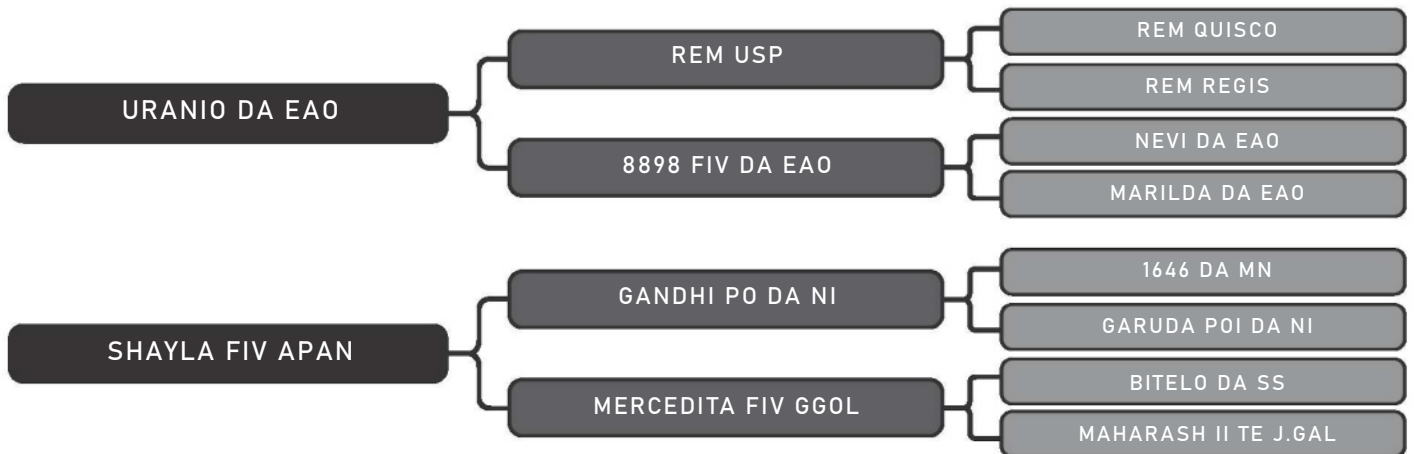 URANIO DA EAO
REM USP
8898 FIV DA EAO
REM QUISCO
REM REGIS
NEVI DA EAO
MARILDA DA EAO
SHAYLA FIV APAN
GANDHI PO DA NI
MERCEDITA FIV GGOL
1646 DA MN
GARUDA POI DA NI
BITELO DA SS
MAHARASH II TE J.GAL